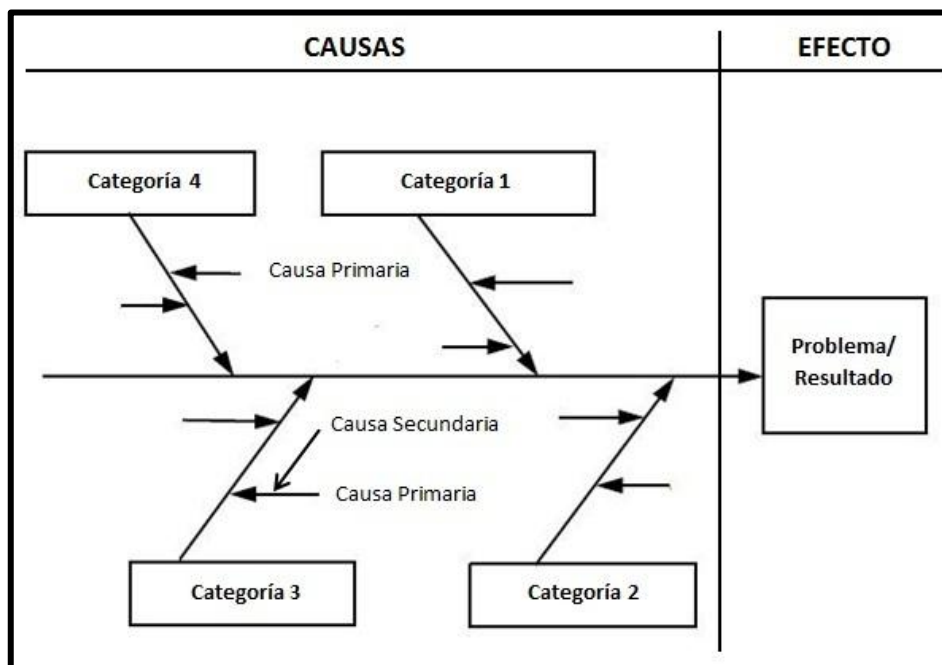 CAUSAS
EFECTO
Categoría 4
Categoría 1
Causa Primaria
Problema/
Resultado
Causa Secundaria
Causa Primaria
Categoría 3
Categoría 2